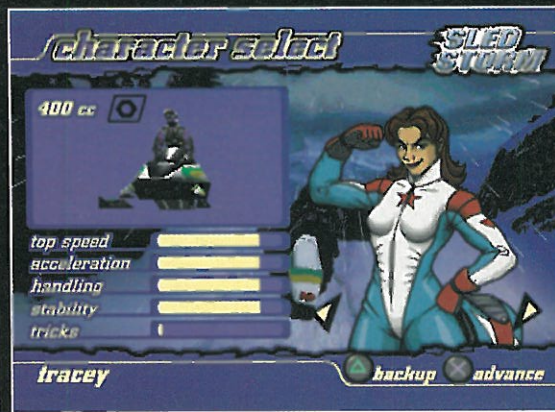 character select
SLED
STORM
400 cc
top speed
acceleration
handling
stability
tricks
tracey
backup
advance